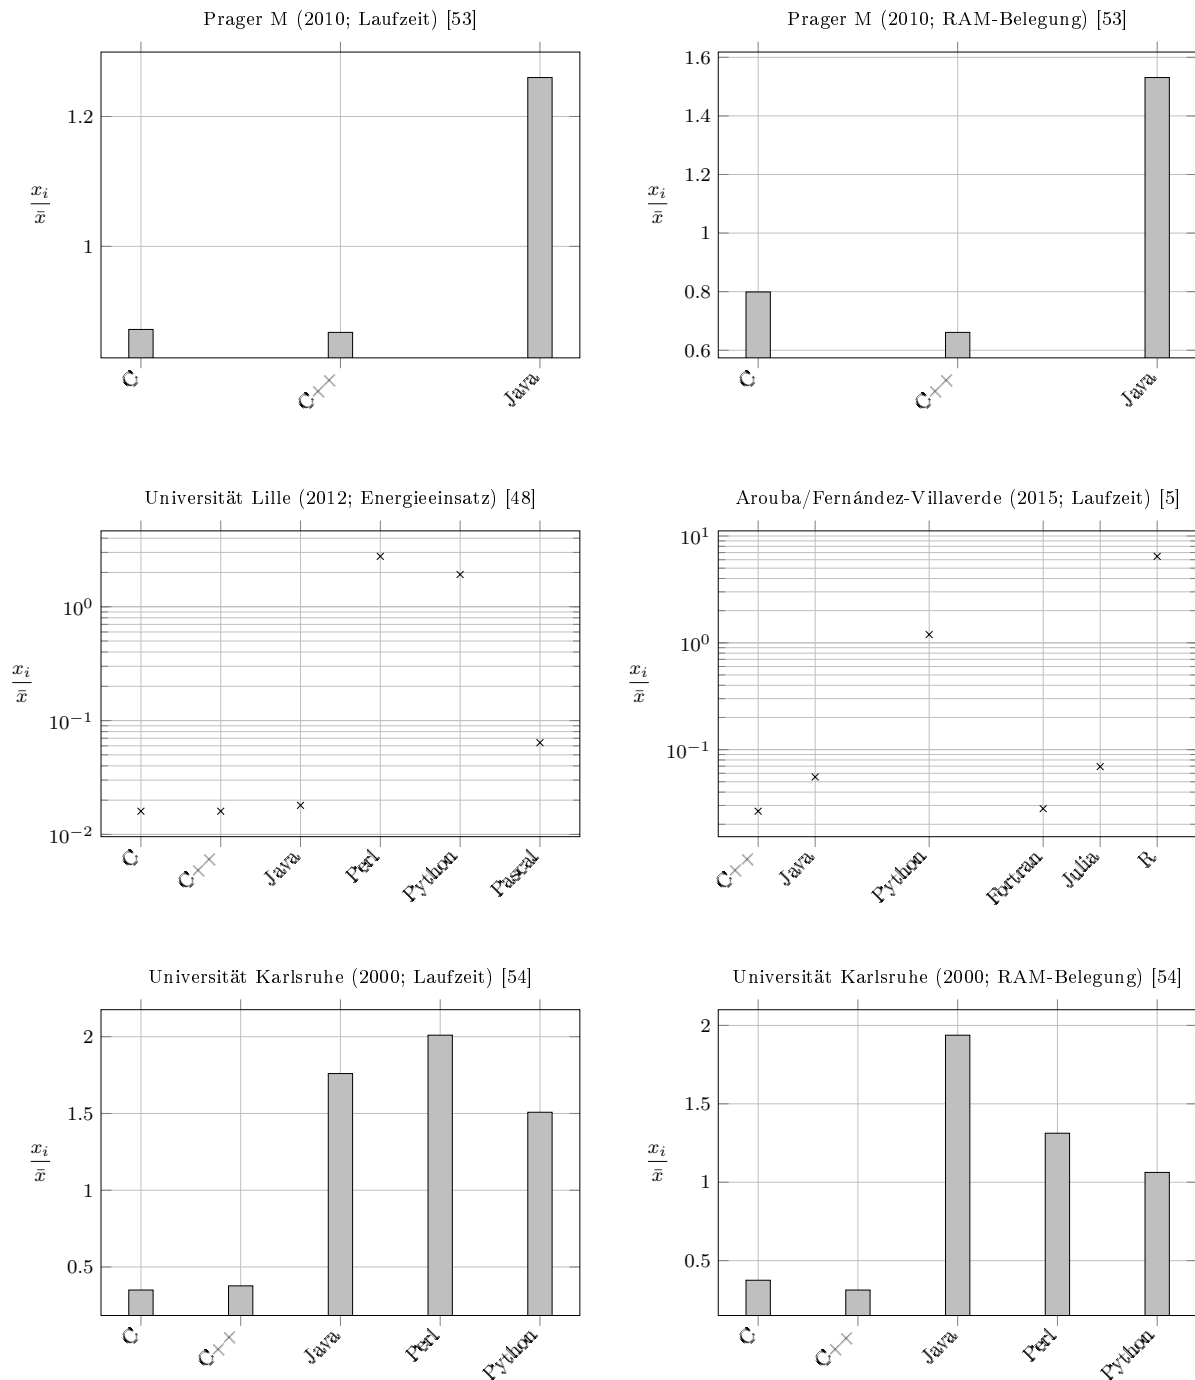 Prager M (2010; Laufzeit) [53]
1.2
1
x_i
x̄
C
C++
Java
Prager M (2010; RAM-Belegung) [53]
1.6
1.4
1.2
1
0.8
0.6
x_i
x̄
C
C++
Java
Universität Lille (2012; Energieeinsatz) [48]
10^0
10^−1
10^−2
x_i
x̄
C
C++
Java
Perl
Python
Pascal
Arouba/Fernández-Villaverde (2015; Laufzeit) [5]
10^1
10^0
10^−1
x_i
x̄
C++
Java
Python
Fortran
Julia
R
Universität Karlsruhe (2000; Laufzeit) [54]
2
1.5
1
0.5
x_i
x̄
C
C++
Java
Perl
Python
Universität Karlsruhe (2000; RAM-Belegung) [54]
2
1.5
1
0.5
x_i
x̄
C
C++
Java
Perl
Python